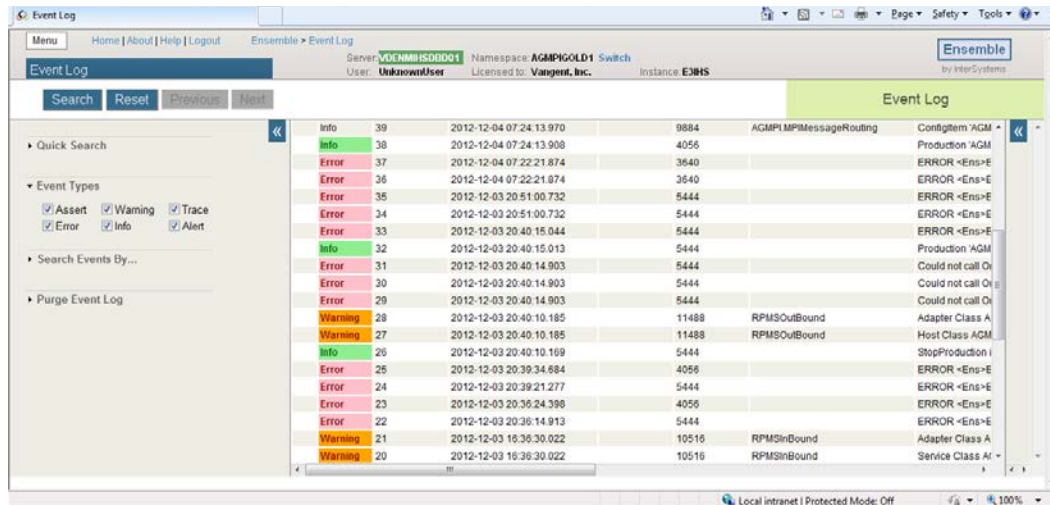 Event Log
Page Safety Tools
Menu Home | About | Help | Logout Ensemble > Event Log
Server: Namespace: AGMPIGOLD1 Switch
User: UnknownUser Licensed to: Vangent, Inc. Instance: E3IHS
Ensemble
by InterSystems
Event Log
Search Reset Previous Next
Event Log
Quick Search
Event Types
Assert Warning Trace
Error Info Alert
Search Events By...
Purge Event Log
Info 39 2012-12-04 07:24:13.970 9884 AGMPI.MPIMessageRouting ConfigItem 'AGM
Info 38 2012-12-04 07:24:13.908 4056 Production 'AGM
Error 37 2012-12-04 07:22:21.874 3640 ERROR <Ens>E
Error 36 2012-12-04 07:22:21.874 3640 ERROR <Ens>E
Error 35 2012-12-03 20:51:00.732 5444 ERROR <Ens>E
Error 34 2012-12-03 20:51:00.732 5444 ERROR <Ens>E
Error 33 2012-12-03 20:40:15.044 5444 ERROR <Ens>E
Info 32 2012-12-03 20:40:15.013 5444 Production 'AGM
Error 31 2012-12-03 20:40:14.903 5444 Could not call
Error 30 2012-12-03 20:40:14.903 5444 Could not call
Error 29 2012-12-03 20:40:14.903 5444 Could not call
Warning 28 2012-12-03 20:40:10.185 11488 RPMSOutBound Adapter Class A
Warning 27 2012-12-03 20:40:10.185 11488 RPMSOutBound Host Class AGM
Info 26 2012-12-03 20:40:10.169 5444 StopProduction
Error 25 2012-12-03 20:39:34.684 4056 ERROR <Ens>E
Error 24 2012-12-03 20:39:21.277 5444 ERROR <Ens>E
Error 23 2012-12-03 20:36:24.398 4056 ERROR <Ens>E
Error 22 2012-12-03 20:36:14.913 5444 ERROR <Ens>E
Warning 21 2012-12-03 16:36:30.022 10516 RPMSInBound Adapter Class A
Warning 20 2012-12-03 16:36:30.022 10516 RPMSInBound Service Class
Local intranet | Protected Mode: Off 100%